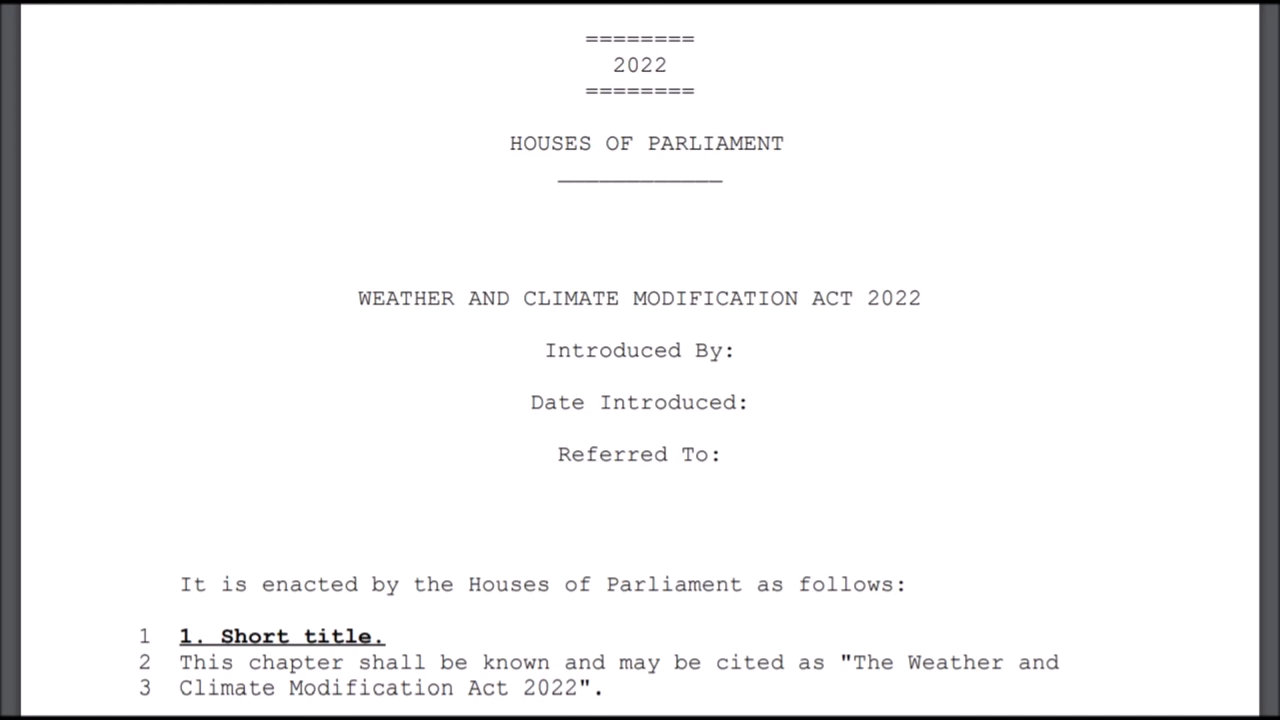 ========
2022
========
HOUSES OF PARLIAMENT
____________
WEATHER AND CLIMATE MODIFICATION ACT 2022
Introduced By:
Date Introduced:
Referred To:
It is enacted by the Houses of Parliament as follows:
1 1. Short title.
2 This chapter shall be known and may be cited as "The Weather and
3 Climate Modification Act 2022".